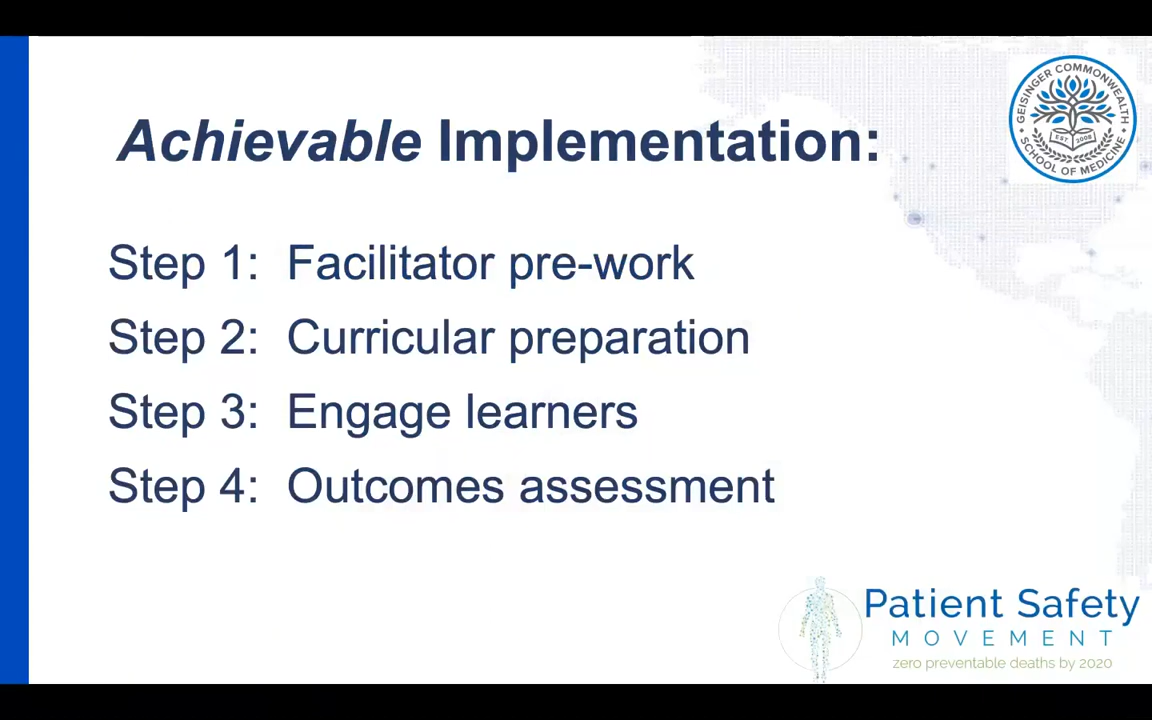 GEISINGER COMMONWEALTH
SCHOOL OF MEDICINE
EST. 2008
Achievable Implementation:
Step 1: Facilitator pre-work
Step 2: Curricular preparation
Step 3: Engage learners
Step 4: Outcomes assessment
Patient Safety
MOVEMENT
zero preventable deaths by 2020